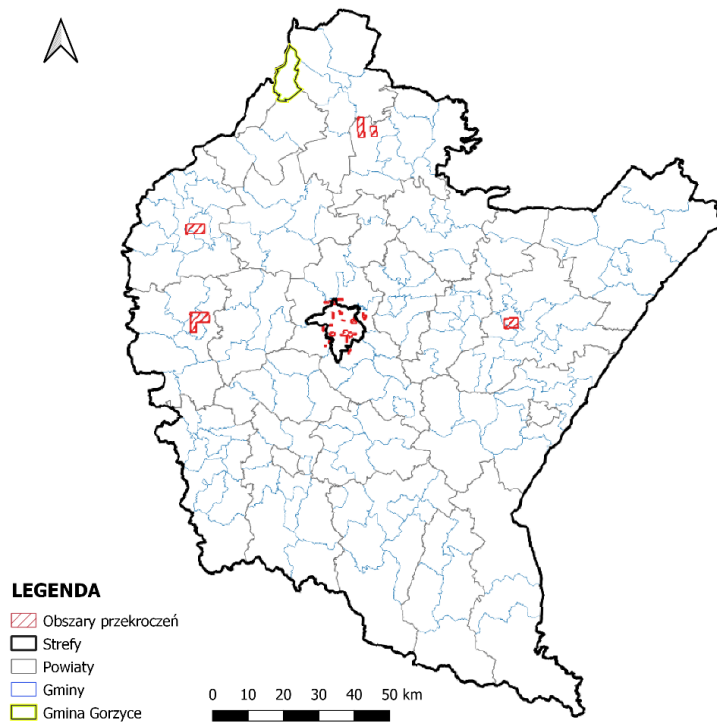 LEGENDA
Obszary przekroczeń
Strefy
Powiaty
Gminy
Gmina Gorzyce
0 10 20 30 40 50 km